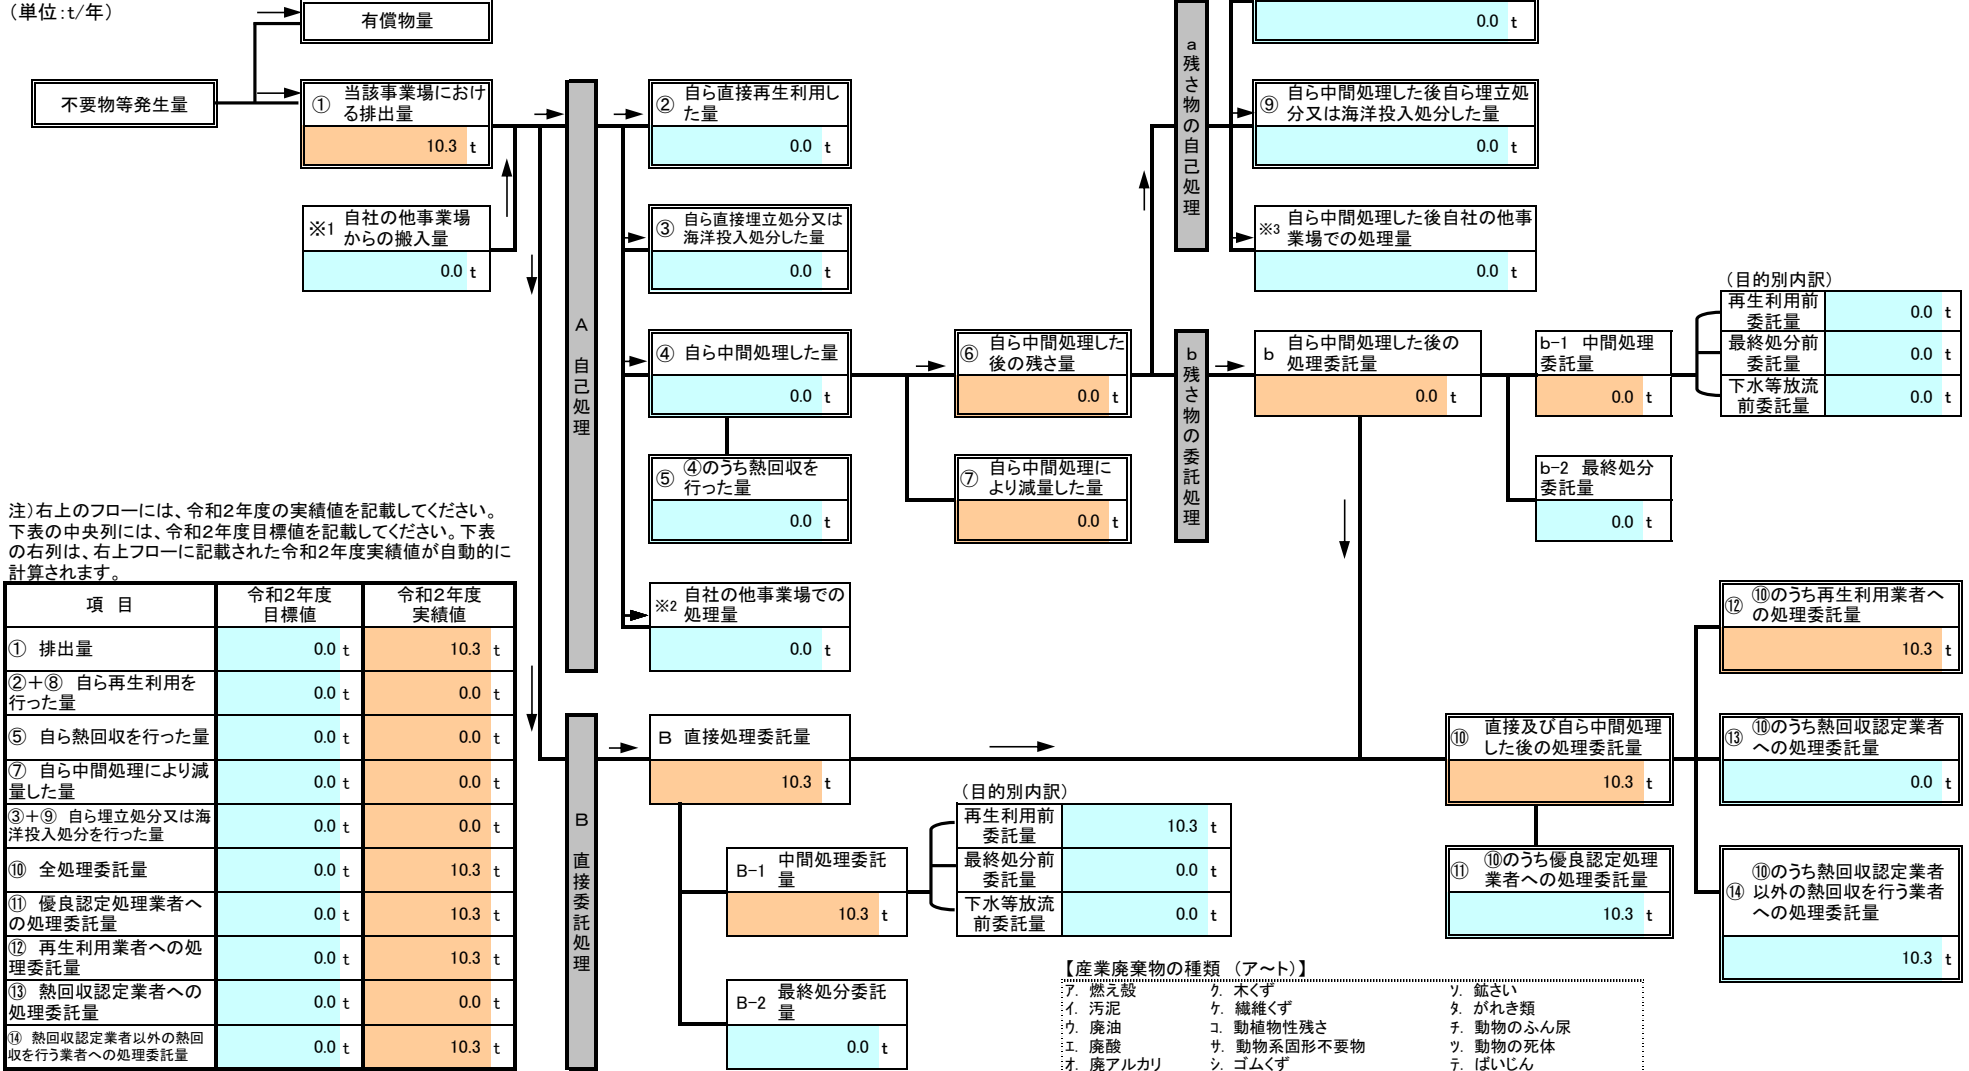 (単位:t/年)
有償物量
不要物等発生量
① 当該事業場におけ
る排出量
10.3 t
※1 自社の他事業場
からの搬入量
0.0 t
A 自己処理
② 自ら直接再生利用し
た量
0.0 t
③ 自ら直接埋立処分又は
海洋投入処分した量
0.0 t
④ 自ら中間処理した量
0.0 t
⑤ ④のうち熱回収を
行った量
0.0 t
※2 自社の他事業場での
処理量
0.0 t
⑥ 自ら中間処理した
後の残さ量
0.0 t
⑦ 自ら中間処理に
より減量した量
0.0 t
a 残さ物の自己処理
0.0 t
⑨ 自ら中間処理した後自ら埋立処
分又は海洋投入処分した量
0.0 t
※3 自ら中間処理した後自社の他事
業場での処理量
0.0 t
b 残さ物の委託処理
b 自ら中間処理した後の
処理委託量
0.0 t
b-1 中間処理
委託量
0.0 t
b-2 最終処分
委託量
0.0 t
(目的別内訳)
再生利用前
委託量
0.0 t
最終処分前
委託量
0.0 t
下水等放流
前委託量
0.0 t
注)右上のフローには、令和2年度の実績値を記載してください。
下表の中央列には、令和2年度目標値を記載してください。下表
の右列は、右上フローに記載された令和2年度実績値が自動的に
計算されます。
項 目
令和2年度
目標値
令和2年度
実績値
① 排出量 0.0 t 10.3 t
②+⑧ 自ら再生利用を
行った量
0.0 t 0.0 t
⑤ 自ら熱回収を行った量 0.0 t 0.0 t
⑦ 自ら中間処理により減
量した量
0.0 t 0.0 t
③+⑨ 自ら埋立処分又は海
洋投入処分を行った量
0.0 t 0.0 t
⑩ 全処理委託量 0.0 t 10.3 t
⑪ 優良認定処理業者へ
の処理委託量
0.0 t 10.3 t
⑫ 再生利用業者への処
理委託量
0.0 t 10.3 t
⑬ 熱回収認定業者への
処理委託量
0.0 t 0.0 t
⑭ 熱回収認定業者以外の熱回
収を行う業者への処理委託量
0.0 t 10.3 t
B 直接委託処理
B 直接処理委託量
10.3 t
B-1 中間処理委託
量
10.3 t
B-2 最終処分委託
量
0.0 t
(目的別内訳)
再生利用前
委託量
10.3 t
最終処分前
委託量
0.0 t
下水等放流
前委託量
0.0 t
⑩ 直接及び自ら中間処理
した後の処理委託量
10.3 t
⑪ ⑩のうち優良認定処理
業者への処理委託量
10.3 t
⑫ ⑩のうち再生利用業者へ
の処理委託量
10.3 t
⑬ ⑩のうち熱回収認定業者
への処理委託量
0.0 t
⑭ ⑩のうち熱回収認定業者
以外の熱回収を行う業者
への処理委託量
10.3 t
【産業廃棄物の種類 (ア~ト)】
ア. 燃え殻 ク. 木くず ソ. 鉱さい
イ. 汚泥 ケ. 繊維くず タ. がれき類
ウ. 廃油 コ. 動植物性残さ チ. 動物のふん尿
エ. 廃酸 サ. 動物系固形不要物 ツ. 動物の死体
オ. 廃アルカリ シ. ゴムくず テ. ばいじん